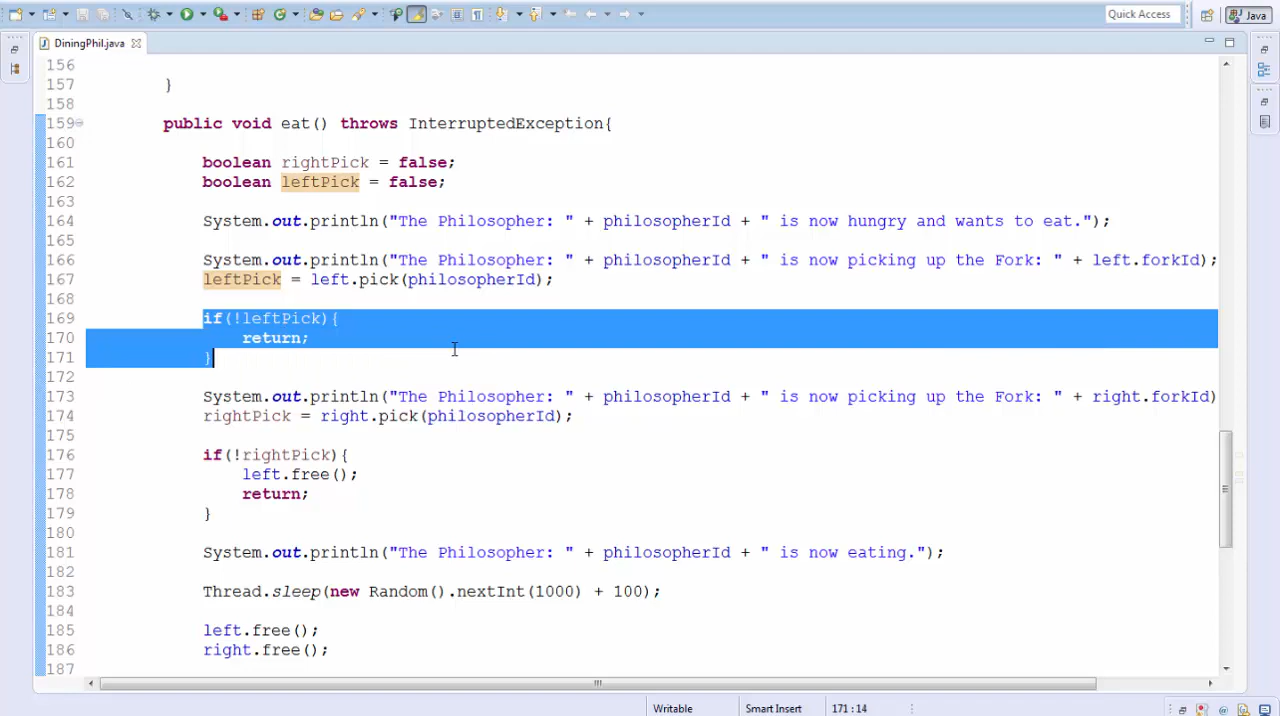 Quick Access
Java
DiningPhil.java
156
157 }
158
159 public void eat() throws InterruptedException{
160
161 boolean rightPick = false;
162 boolean leftPick = false;
163
164 System.out.println("The Philosopher: " + philosopherId + " is now hungry and wants to eat.");
165
166 System.out.println("The Philosopher: " + philosopherId + " is now picking up the Fork: " + left.forkId);
167 leftPick = left.pick(philosopherId);
168
169 if(!leftPick){
170 return;
171 }
172
173 System.out.println("The Philosopher: " + philosopherId + " is now picking up the Fork: " + right.forkId)
174 rightPick = right.pick(philosopherId);
175
176 if(!rightPick){
177 left.free();
178 return;
179 }
180
181 System.out.println("The Philosopher: " + philosopherId + " is now eating.");
182
183 Thread.sleep(new Random().nextInt(1000) + 100);
184
185 left.free();
186 right.free();
187
Writable Smart Insert 171 : 14